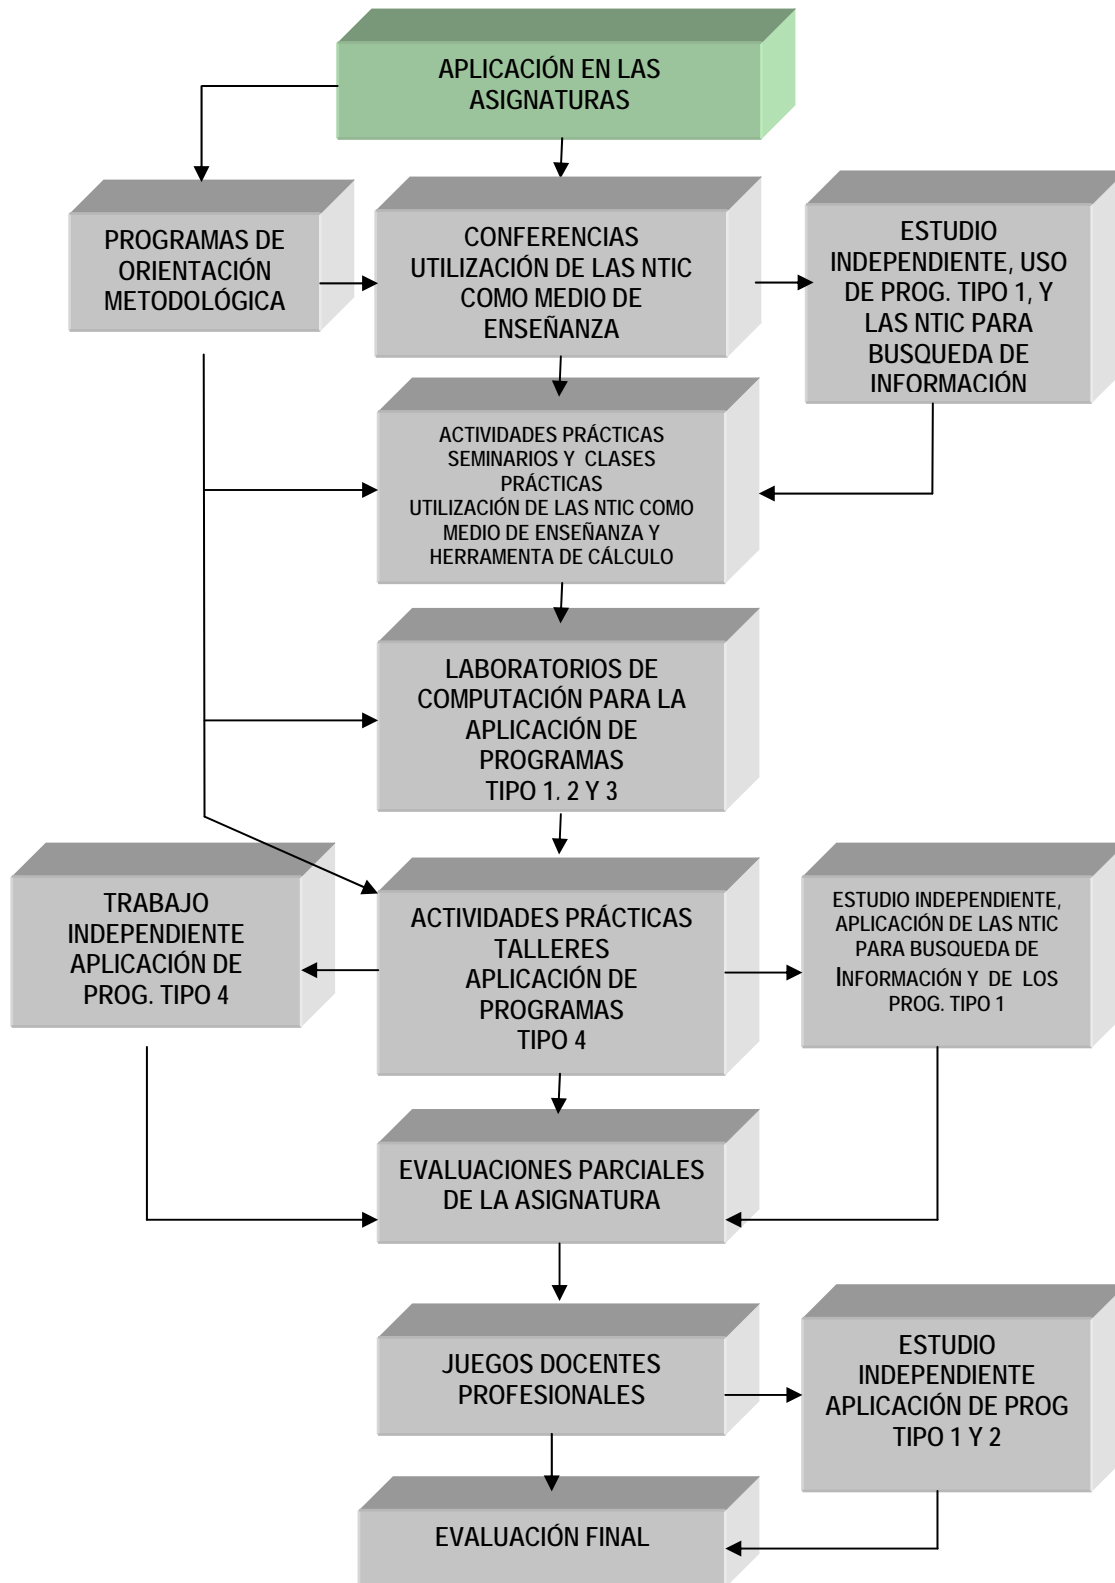 APLICACIÓN EN LAS
ASIGNATURAS
PROGRAMAS DE
ORIENTACIÓN
METODOLÓGICA
CONFERENCIAS
UTILIZACIÓN DE LAS NTIC
COMO MEDIO DE
ENSEÑANZA
ESTUDIO
INDEPENDIENTE, USO
DE PROG. TIPO 1, Y
LAS NTIC PARA
BUSQUEDA DE
INFORMACIÓN
ACTIVIDADES PRÁCTICAS
SEMINARIOS Y CLASES
PRÁCTICAS
UTILIZACIÓN DE LAS NTIC COMO
MEDIO DE ENSEÑANZA Y
HERRAMENTA DE CÁLCULO
LABORATORIOS DE
COMPUTACIÓN PARA LA
APLICACIÓN DE
PROGRAMAS
TIPO 1, 2 Y 3
TRABAJO
INDEPENDIENTE
APLICACIÓN DE
PROG. TIPO 4
ACTIVIDADES PRÁCTICAS
TALLERES
APLICACIÓN DE
PROGRAMAS
TIPO 4
ESTUDIO INDEPENDIENTE,
APLICACIÓN DE LAS NTIC
PARA BUSQUEDA DE
INFORMACIÓN Y DE LOS
PROG. TIPO 1
EVALUACIONES PARCIALES
DE LA ASIGNATURA
JUEGOS DOCENTES
PROFESIONALES
ESTUDIO
INDEPENDIENTE
APLICACIÓN DE PROG
TIPO 1 Y 2
EVALUACIÓN FINAL